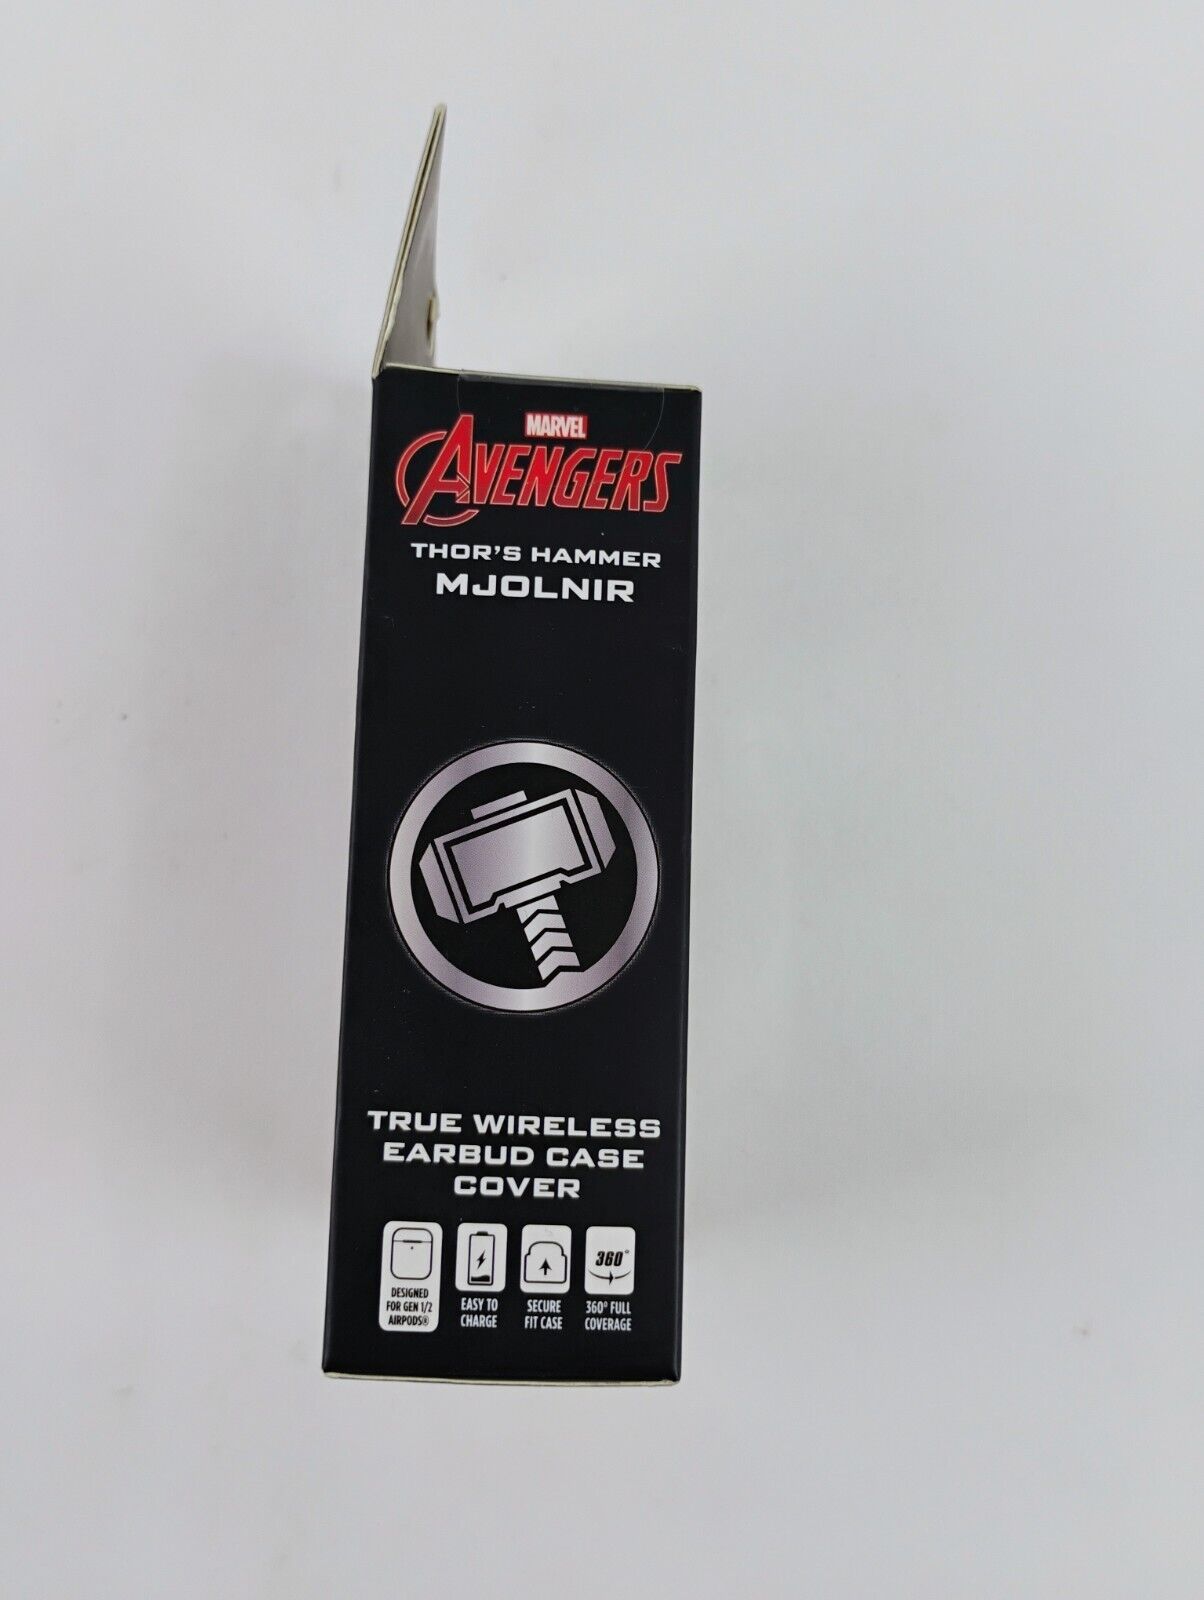 MARVEL
AVENGERS
THOR'S HAMMER
MJOLNIR
TRUE WIRELESS
EARBUD CASE
COVER
DESIGNED
FOR GEN 1/2
AIRPODS®
EASY TO
CHARGE
SECURE
FIT CASE
360°
360° FULL
COVERAGE